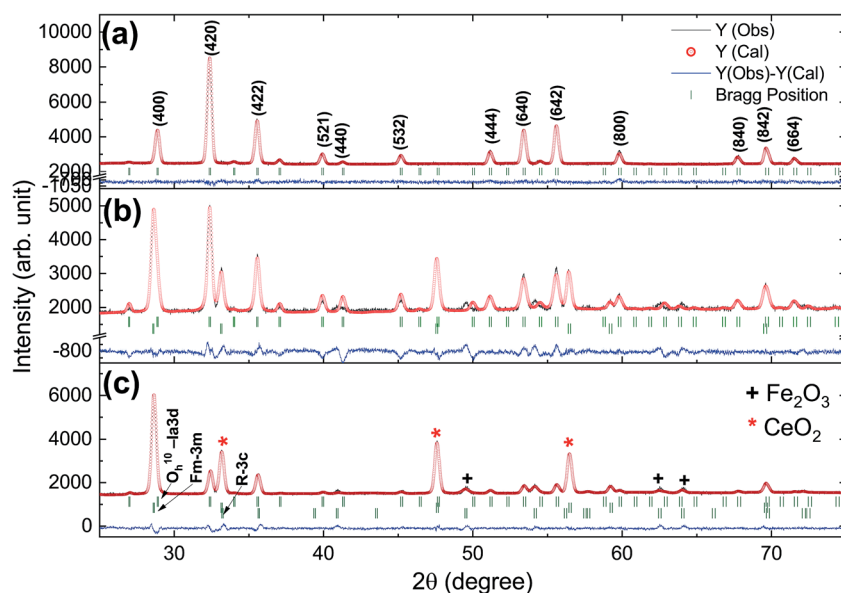 (a)
10000
8000
6000
4000
2000
-700
-1050
(400)
(420)
(422)
(521)
(440)
(532)
(444)
(640)
(642)
(800)
(840)
(842)
(664)
Y (Obs)
Y (Cal)
Y(Obs)-Y(Cal)
Bragg Position
(b)
5000
4000
3000
2000
-800
Intensity (arb. unit)
(c)
6000
4000
2000
0
Oh10 –Ia3d
Fm-3m
R-3c
*
*
*
+
+
+
+ Fe2O3
* CeO2
30 40 50 60 70
2θ (degree)